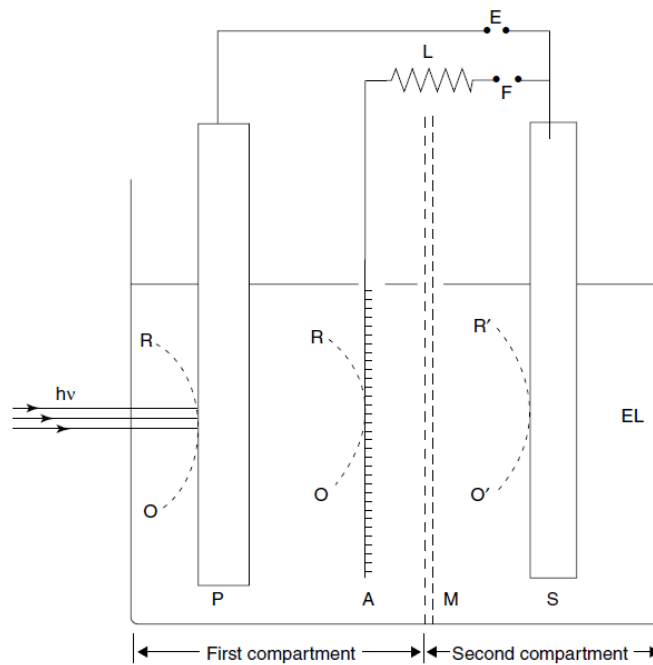 E
L
F
R
R
R′
hν
EL
O
O
O′
P
A
M
S
First compartment
Second compartment